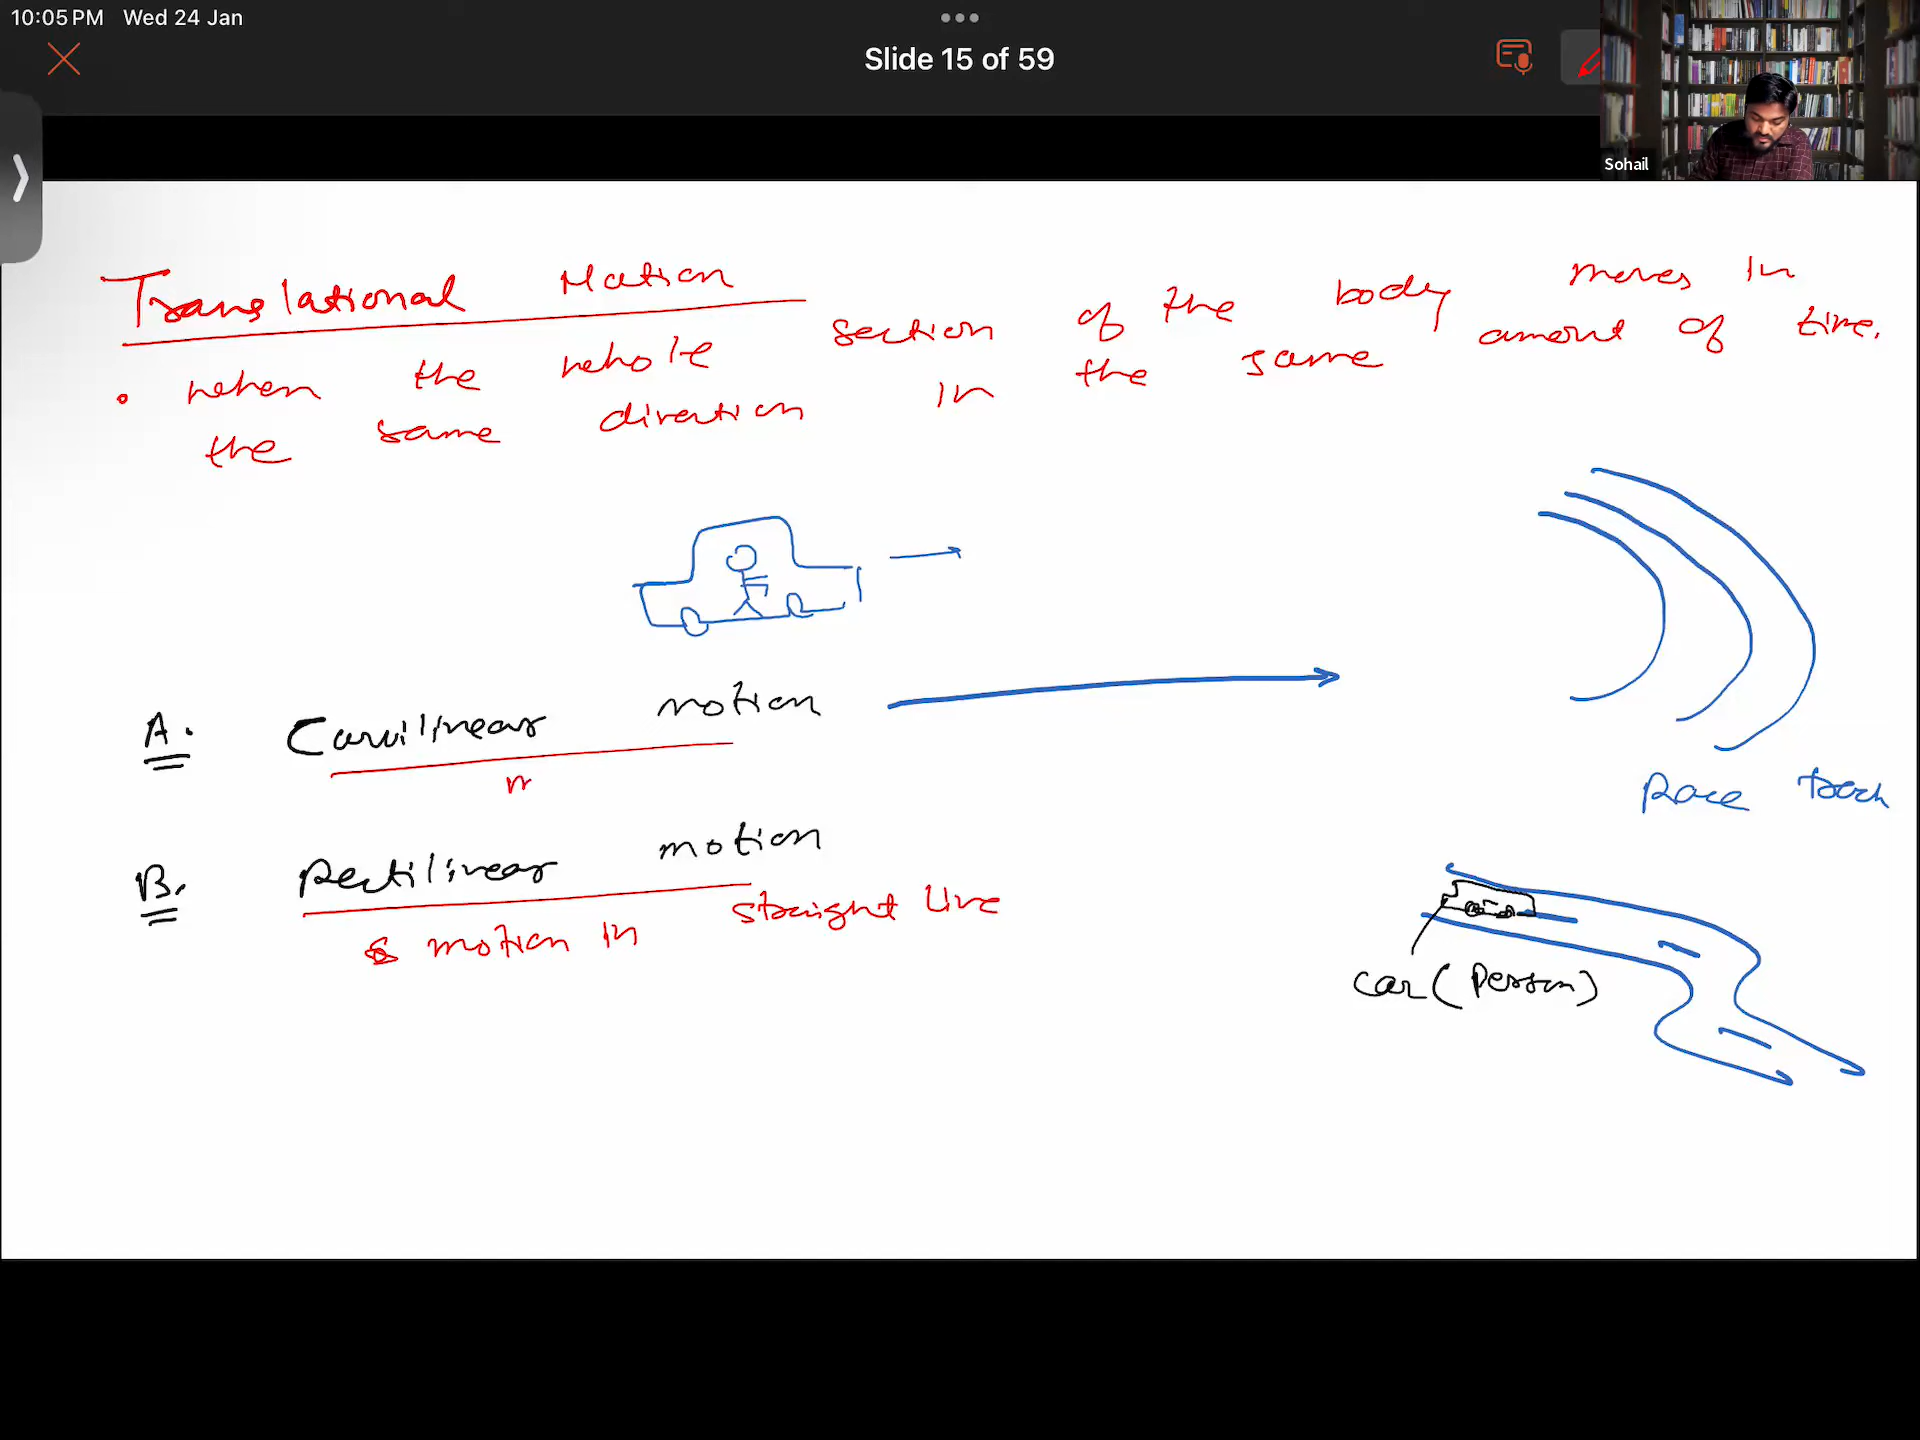 10:05 PM Wed 24 Jan
Slide 15 of 59
Sohail
Translational Motion
• when the whole section of the body moves in
the same direction in the same amount of time.
A. Curvilinear motion
B. Rectilinear motion
motion in straight line
Race track
car (Person)